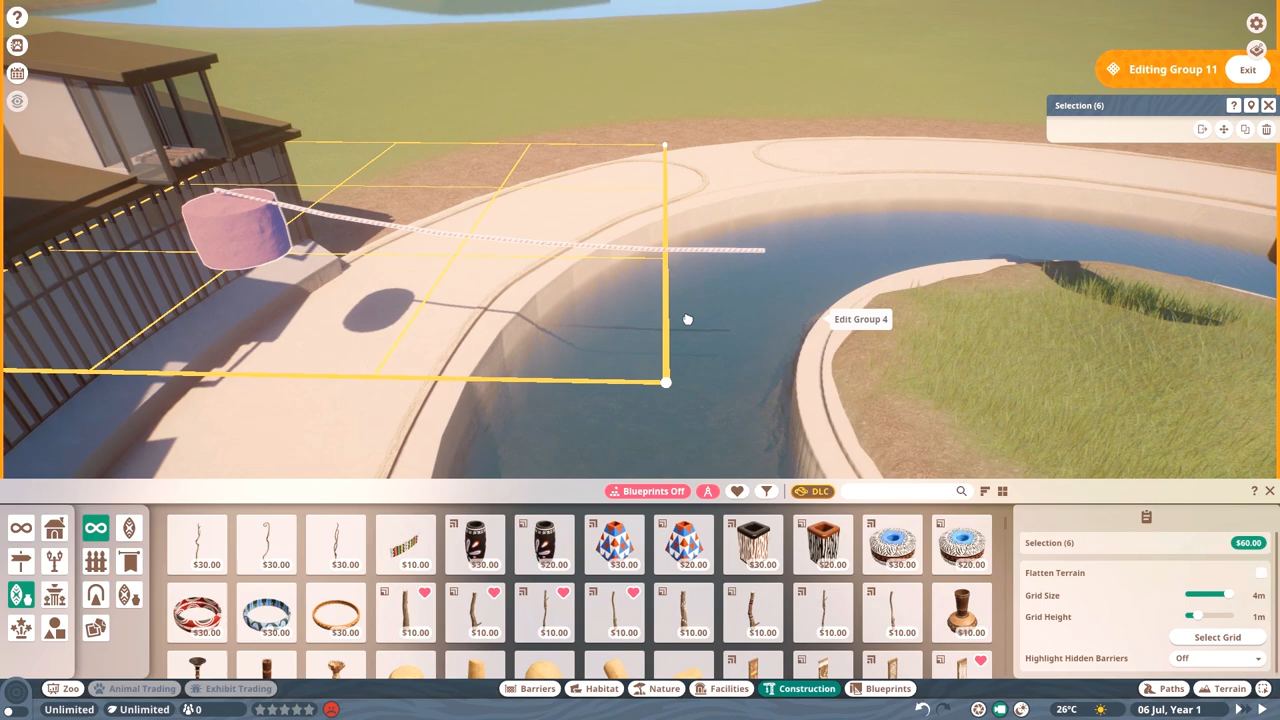 ?
Editing Group 11
Exit
Selection (6)
?
Edit Group 4
Blueprints Off
DLC
?
$30.00 $30.00 $30.00 $10.00 $30.00 $20.00 $30.00 $20.00 $30.00 $20.00 $30.00 $20.00
$30.00 $30.00 $30.00 $10.00 $10.00 $10.00 $10.00 $10.00 $10.00 $10.00 $10.00 $10.00
Selection (6) $60.00
Flatten Terrain
Grid Size 4m
Grid Height 1m
Select Grid
Highlight Hidden Barriers Off
Zoo Animal Trading Exhibit Trading Barriers Habitat Nature Facilities Construction Blueprints Paths Terrain
Unlimited Unlimited 0 26°C 06 Jul, Year 1